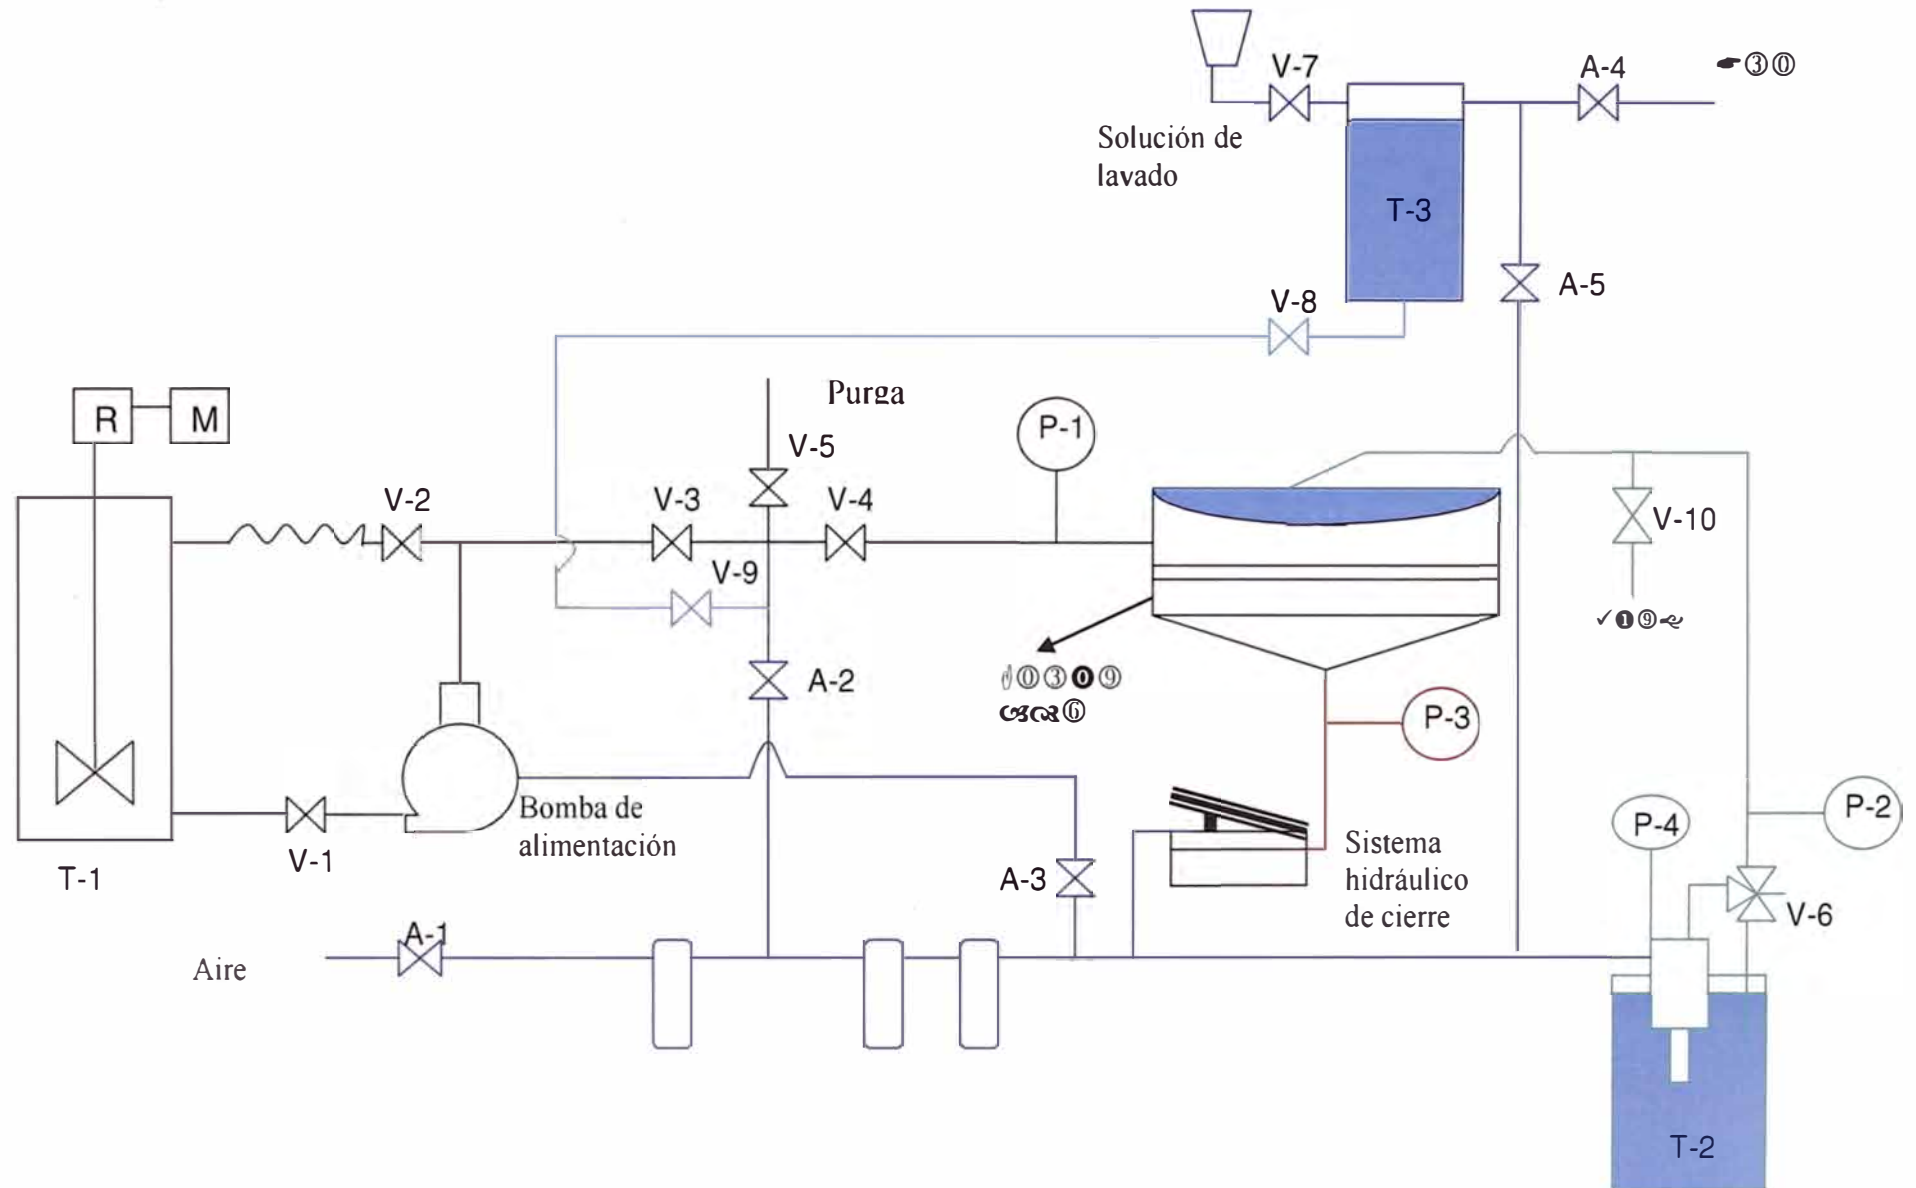 V-7
A-4
☛③⓪
Solución de
lavado
T-3
A-5
V-8
Purga
R
M
P-1
V-5
V-2
V-3
V-4
V-10
V-9
A-2
P-3
P-2
P-4
Bomba de
alimentación
Sistema
hidráulico
de cierre
V-1
T-1
A-3
V-6
A-1
Aire
T-2